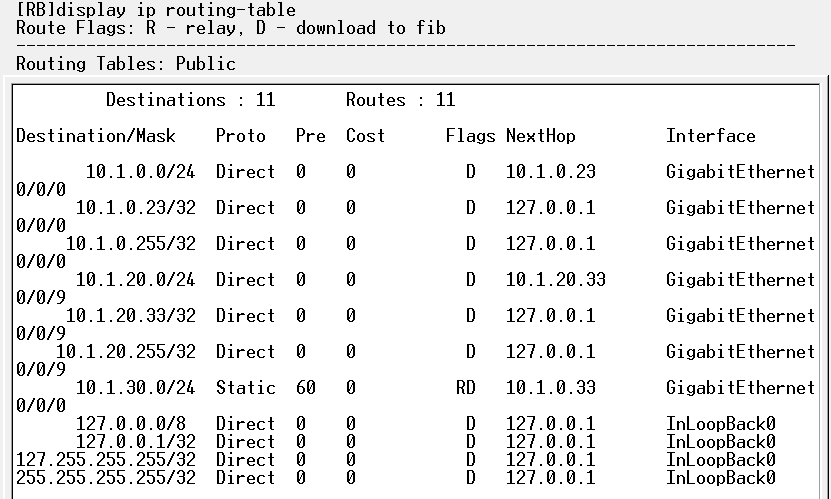 [RB]display ip routing-table
Route Flags: R - relay, D - download to fib
------------------------------------------------------------------------------
Routing Tables: Public
         Destinations : 11       Routes : 11
Destination/Mask    Proto   Pre  Cost      Flags NextHop         Interface
       10.1.0.0/24  Direct  0    0           D   10.1.0.23       GigabitEthernet
0/0/0
      10.1.0.23/32  Direct  0    0           D   127.0.0.1       GigabitEthernet
0/0/0
     10.1.0.255/32  Direct  0    0           D   127.0.0.1       GigabitEthernet
0/0/0
      10.1.20.0/24  Direct  0    0           D   10.1.20.33      GigabitEthernet
0/0/9
     10.1.20.33/32  Direct  0    0           D   127.0.0.1       GigabitEthernet
0/0/9
    10.1.20.255/32  Direct  0    0           D   127.0.0.1       GigabitEthernet
0/0/9
      10.1.30.0/24  Static  60   0          RD   10.1.0.33       GigabitEthernet
0/0/0
      127.0.0.0/8   Direct  0    0           D   127.0.0.1       InLoopBack0
      127.0.0.1/32  Direct  0    0           D   127.0.0.1       InLoopBack0
127.255.255.255/32  Direct  0    0           D   127.0.0.1       InLoopBack0
255.255.255.255/32  Direct  0    0           D   127.0.0.1       InLoopBack0